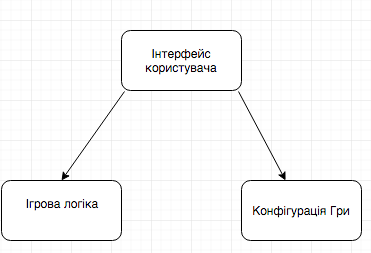 Інтерфейс
користувача
Ігрова логіка
Конфігурація Гри